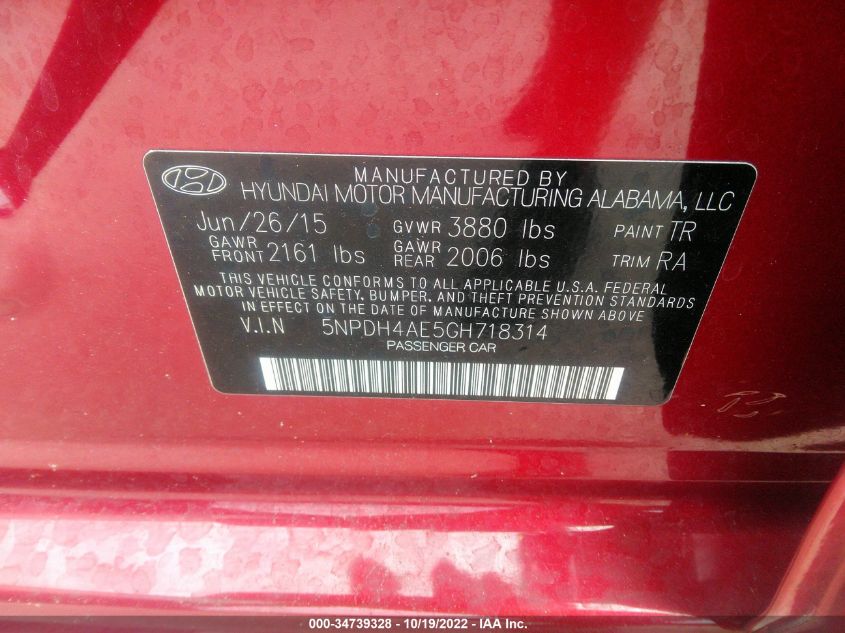 MANUFACTURED BY
HYUNDAI MOTOR MANUFACTURING ALABAMA, LLC
Jun/26/15 GVWR 3880 lbs PAINT TR
GAWR FRONT 2161 lbs GAWR REAR 2006 lbs TRIM RA
THIS VEHICLE CONFORMS TO ALL APPLICABLE U.S.A. FEDERAL
MOTOR VEHICLE SAFETY, BUMPER, AND THEFT PREVENTION STANDARDS
IN EFFECT ON THE DATE OF MANUFACTURE SHOWN ABOVE
V.I.N 5NPDH4AE5GH718314
PASSENGER CAR
000-34739328 - 10/19/2022 - IAA Inc.